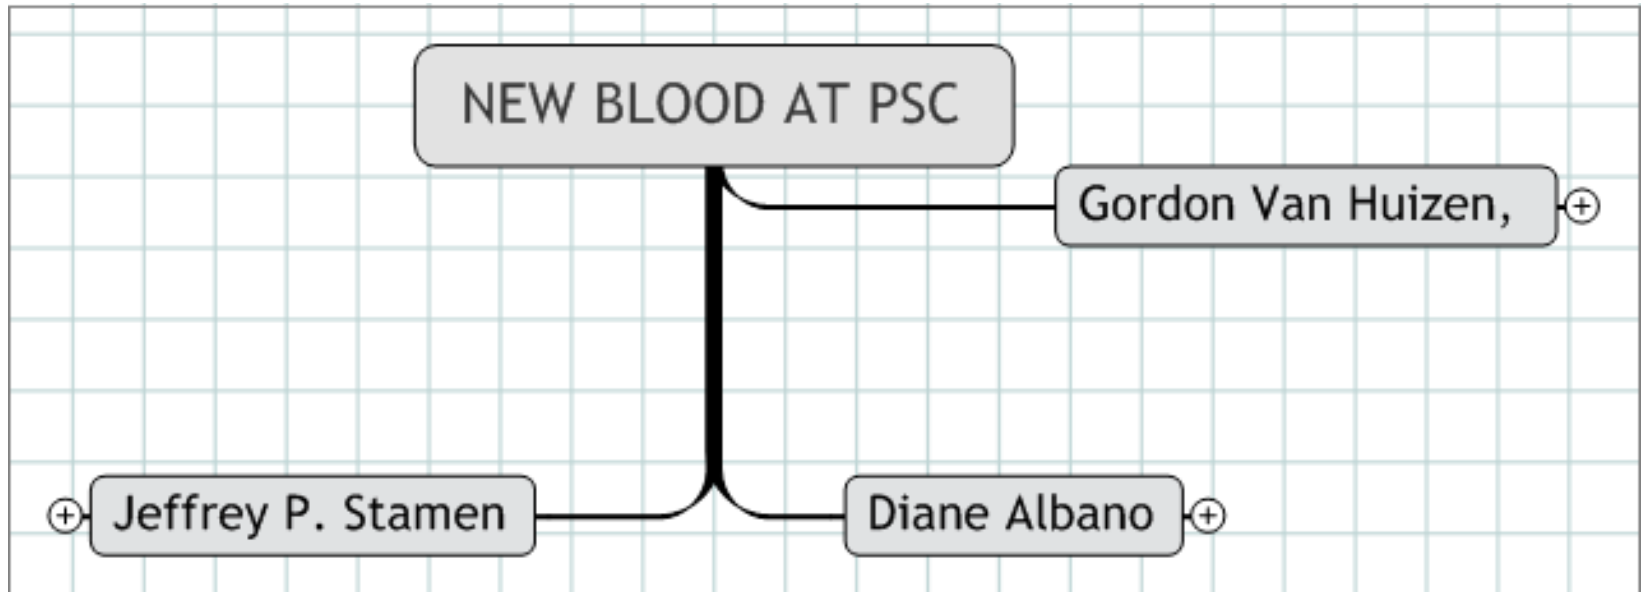 NEW BLOOD AT PSC
Gordon Van Huizen,
Jeffrey P. Stamen
Diane Albano